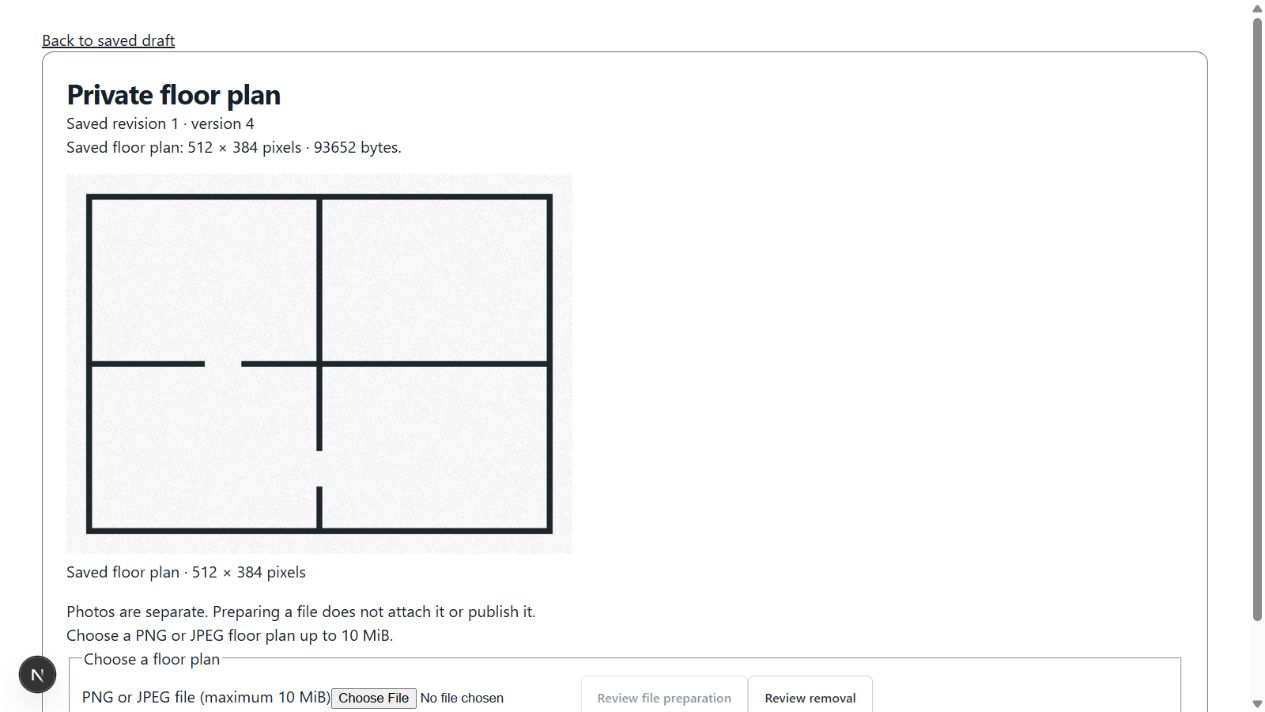 Back to saved draft
Private floor plan
Saved revision 1 · version 4
Saved floor plan: 512 × 384 pixels · 93652 bytes.
Saved floor plan · 512 × 384 pixels
Photos are separate. Preparing a file does not attach it or publish it.
Choose a PNG or JPEG floor plan up to 10 MiB.
Choose a floor plan
N
PNG or JPEG file (maximum 10 MiB) Choose File No file chosen Review file preparation Review removal